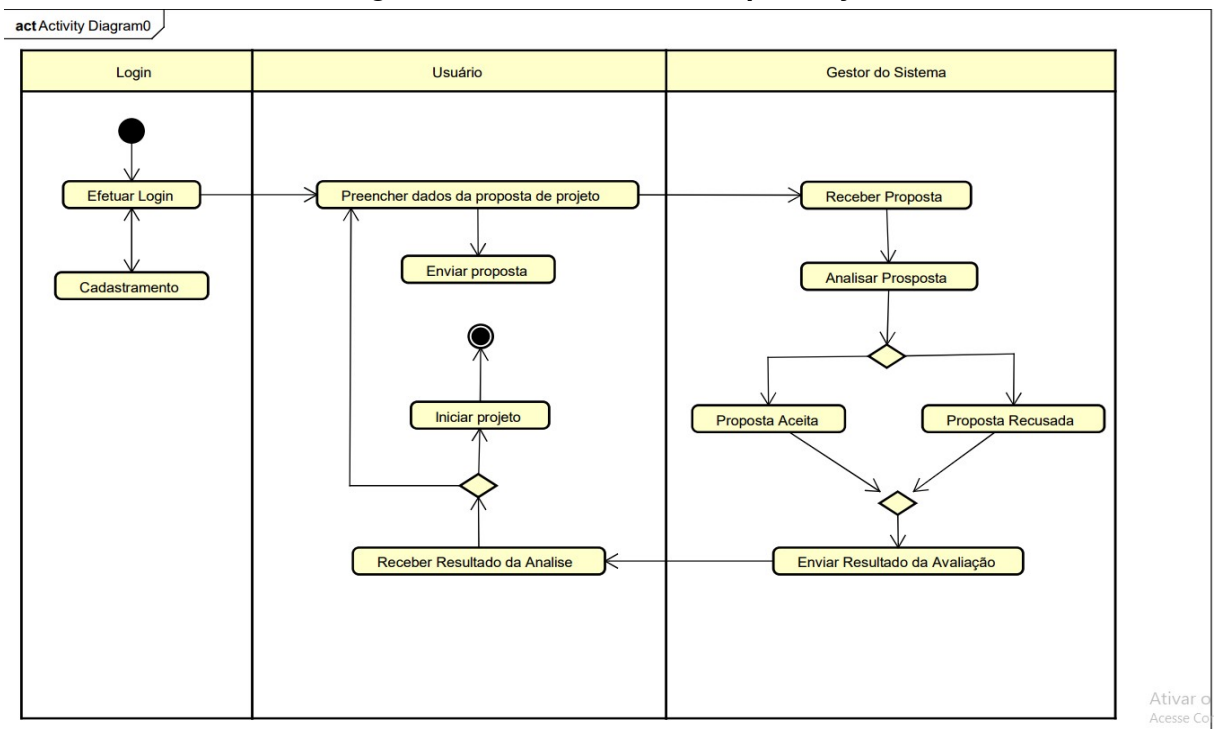 act Activity Diagram0
Login
Usuário
Gestor do Sistema
Efetuar Login
Preencher dados da proposta de projeto
Receber Proposta
Cadastramento
Enviar proposta
Analisar Prosposta
Iniciar projeto
Proposta Aceita
Proposta Recusada
Receber Resultado da Analise
Enviar Resultado da Avaliação
Ativar o
Acesse Co